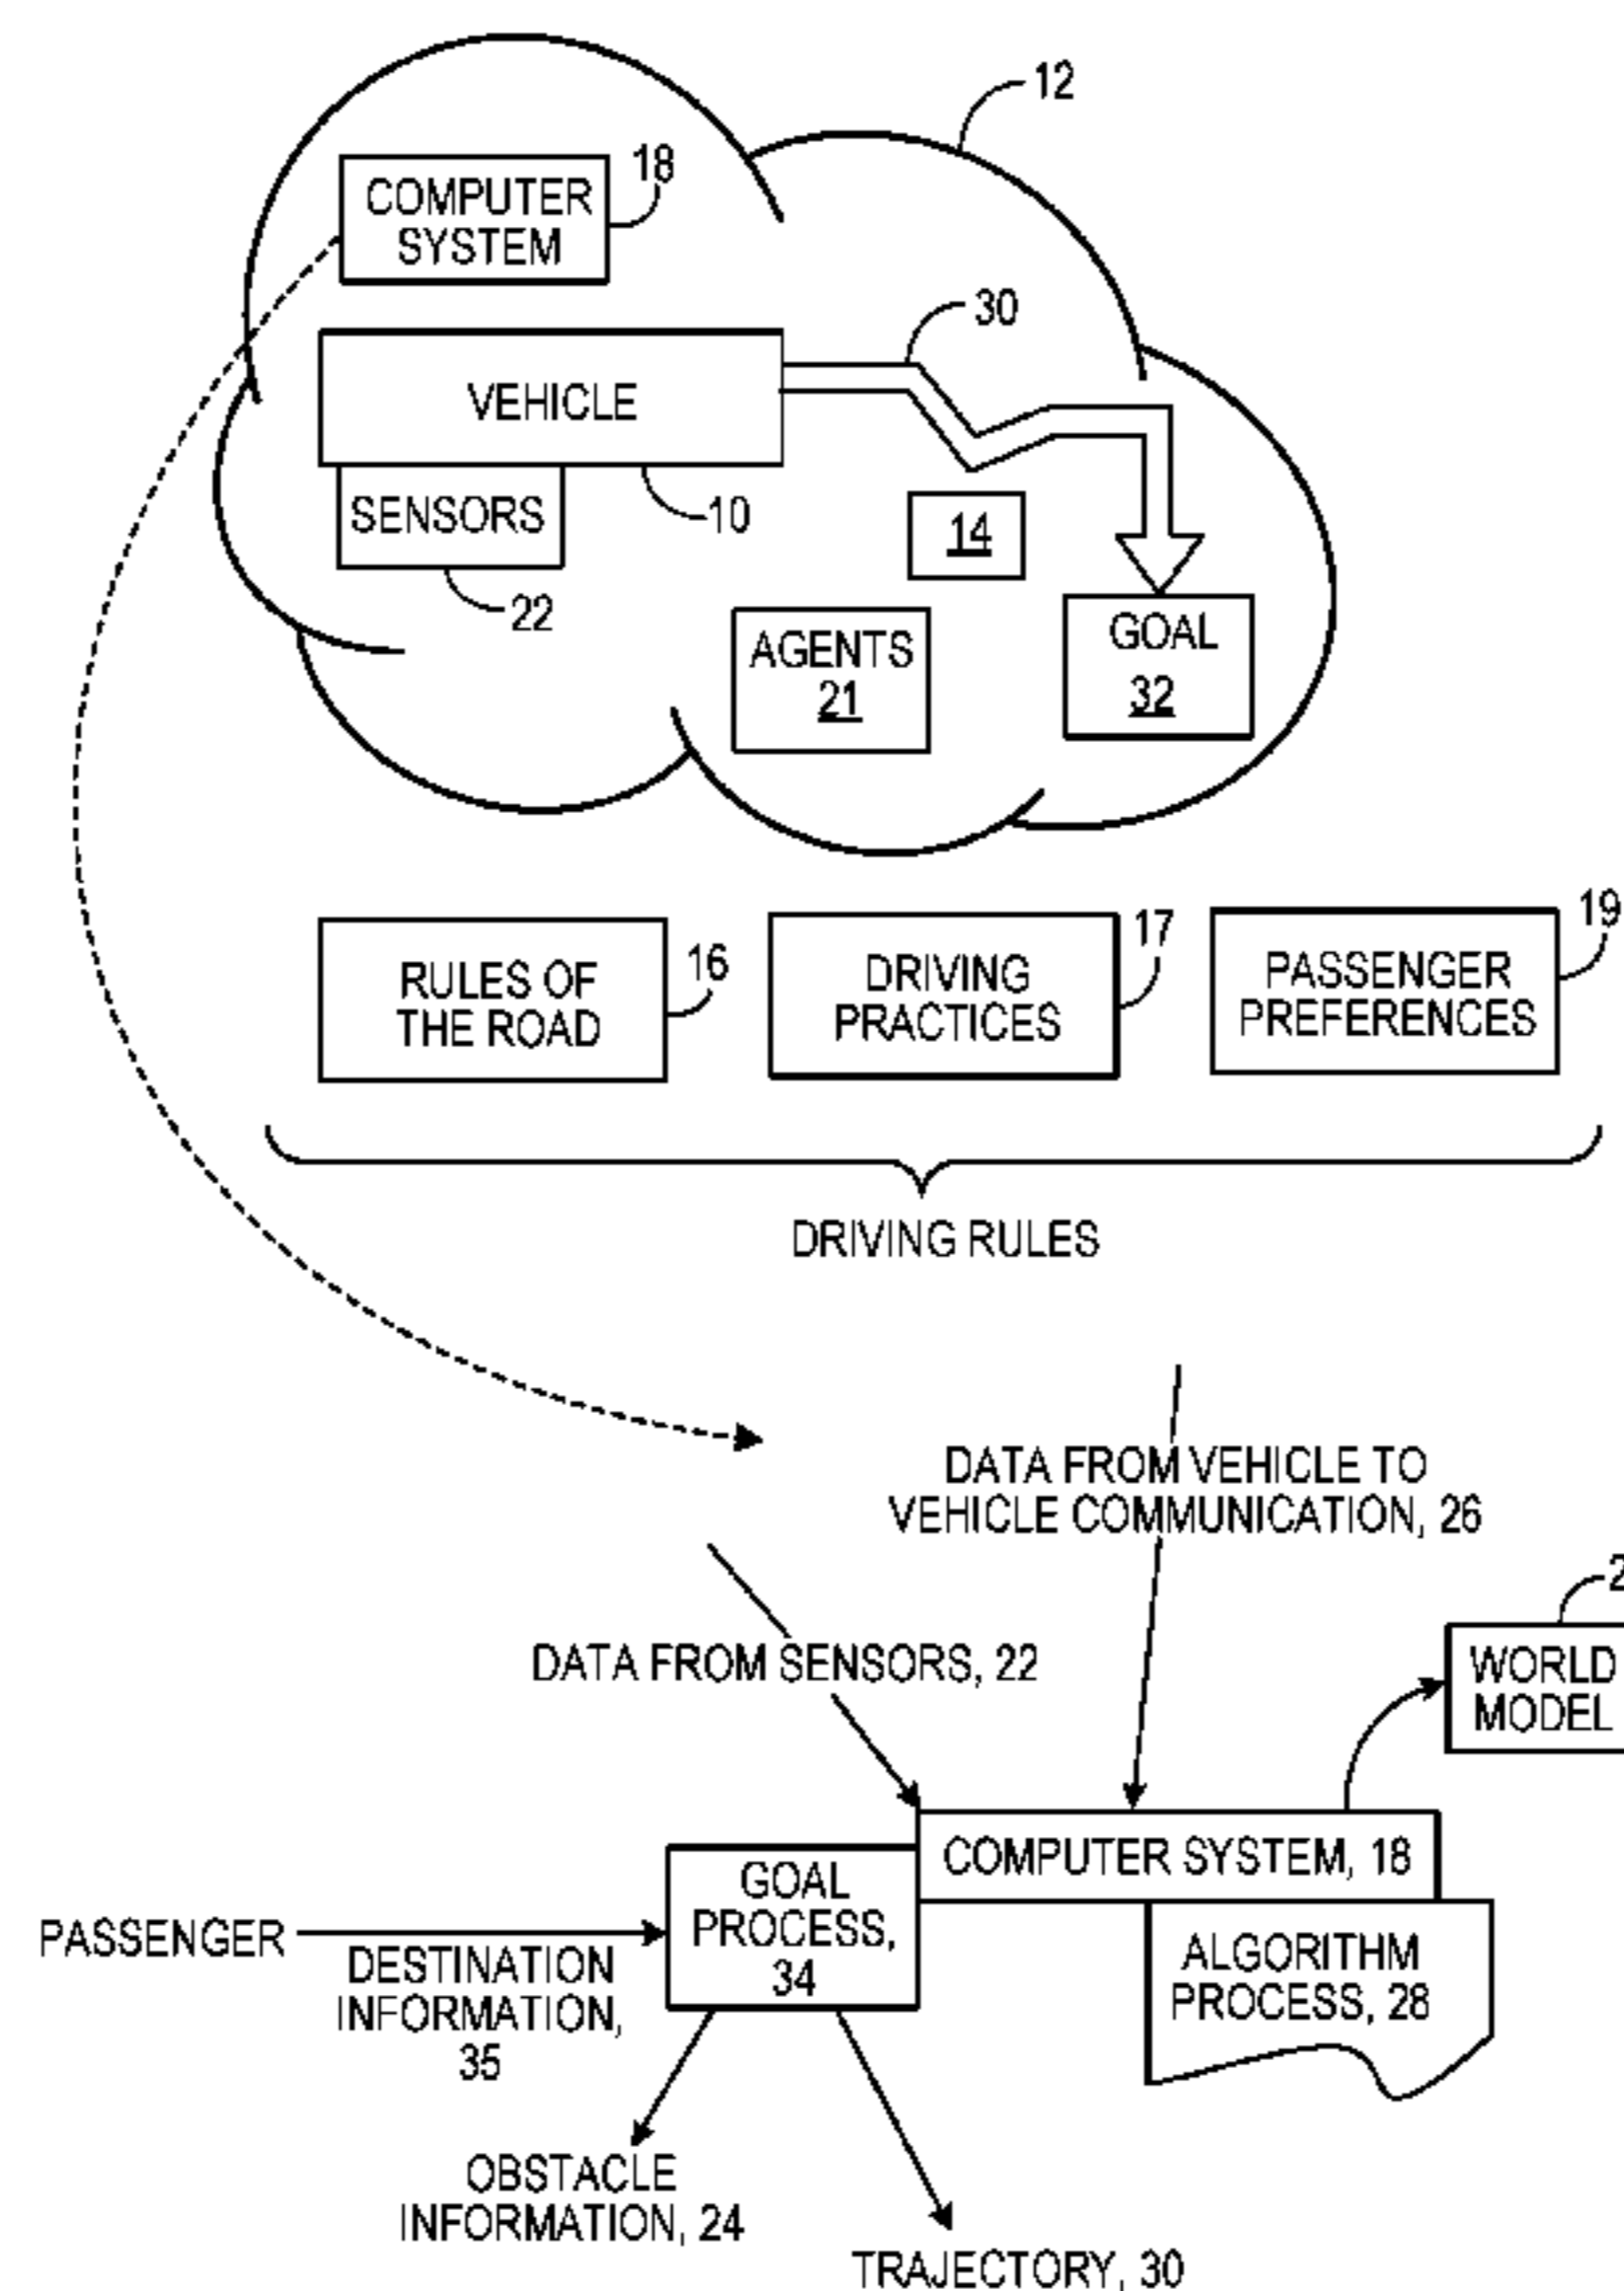 12
COMPUTER
SYSTEM
18
30
VEHICLE
SENSORS
10
22
14
AGENTS
21
GOAL
32
RULES OF
THE ROAD
16
DRIVING
PRACTICES
17
PASSENGER
PREFERENCES
19
DRIVING RULES
DATA FROM VEHICLE TO
VEHICLE COMMUNICATION, 26
DATA FROM SENSORS, 22
WORLD
MODEL
COMPUTER SYSTEM, 18
GOAL
PROCESS,
34
PASSENGER
DESTINATION
INFORMATION,
35
ALGORITHM
PROCESS, 28
OBSTACLE
INFORMATION, 24
TRAJECTORY, 30